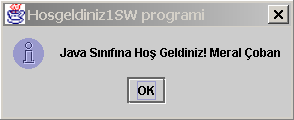 Hosgeldiniz1SW programi
Java Sınıfına Hoş Geldiniz! Meral Çoban
OK